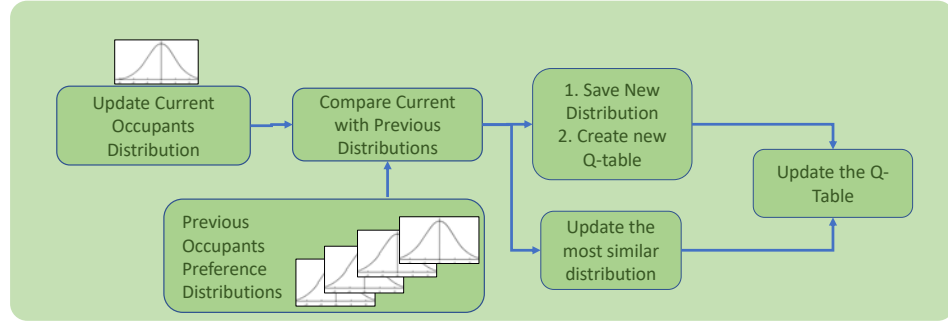 Update Current
Occupants
Distribution
Compare Current
with Previous
Distributions
1. Save New
Distribution
2. Create new
Q-table
Update the Q-
Table
Previous
Occupants
Preference
Distributions
Update the
most similar
distribution